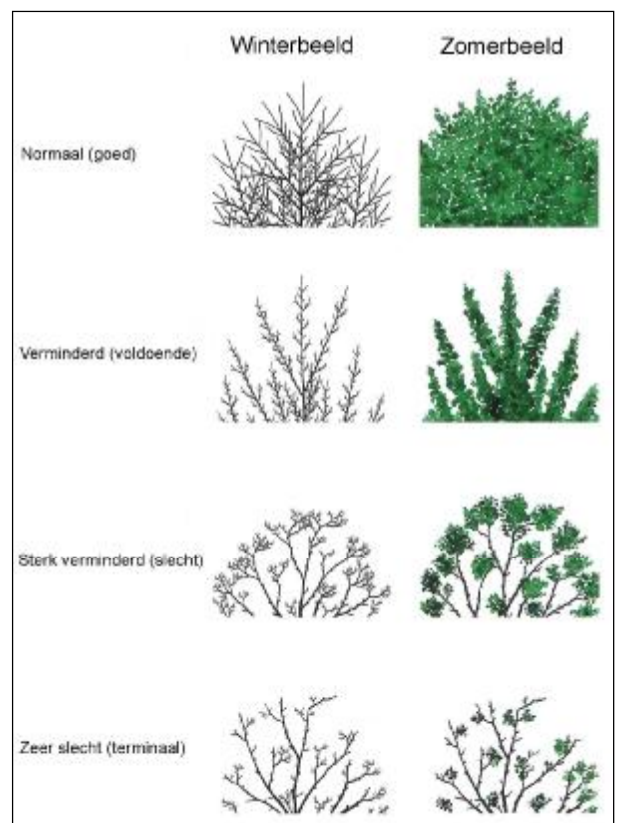 Winterbeeld Zomerbeeld
Normaal (goed)
Verminderd (voldoende)
Sterk verminderd (slecht)
Zeer slecht (terminaal)